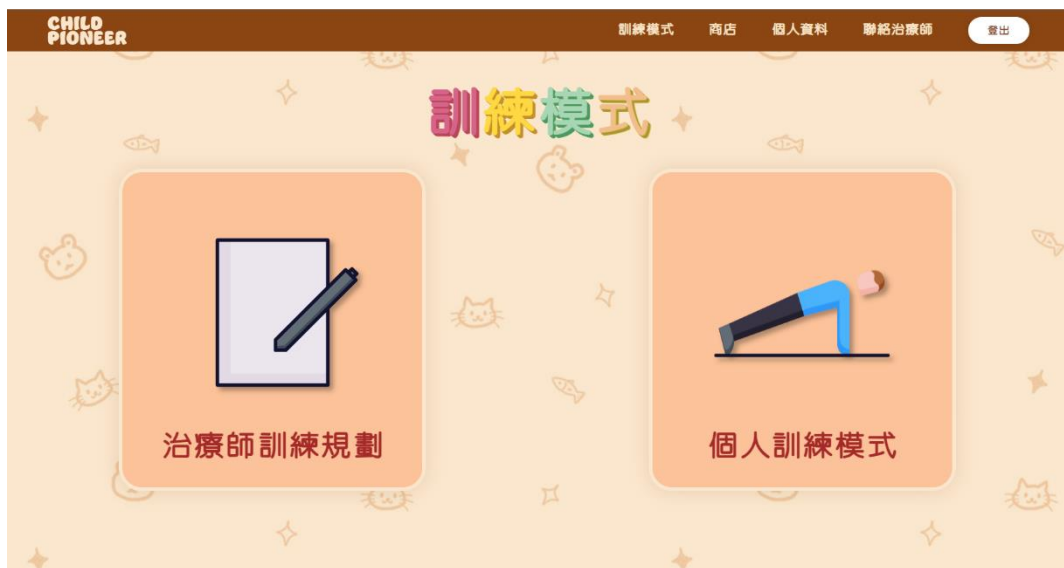 CHILD
PIONEER
訓練模式 商店 個人資料 聯絡治療師 登出
訓練模式
治療師訓練規劃
個人訓練模式